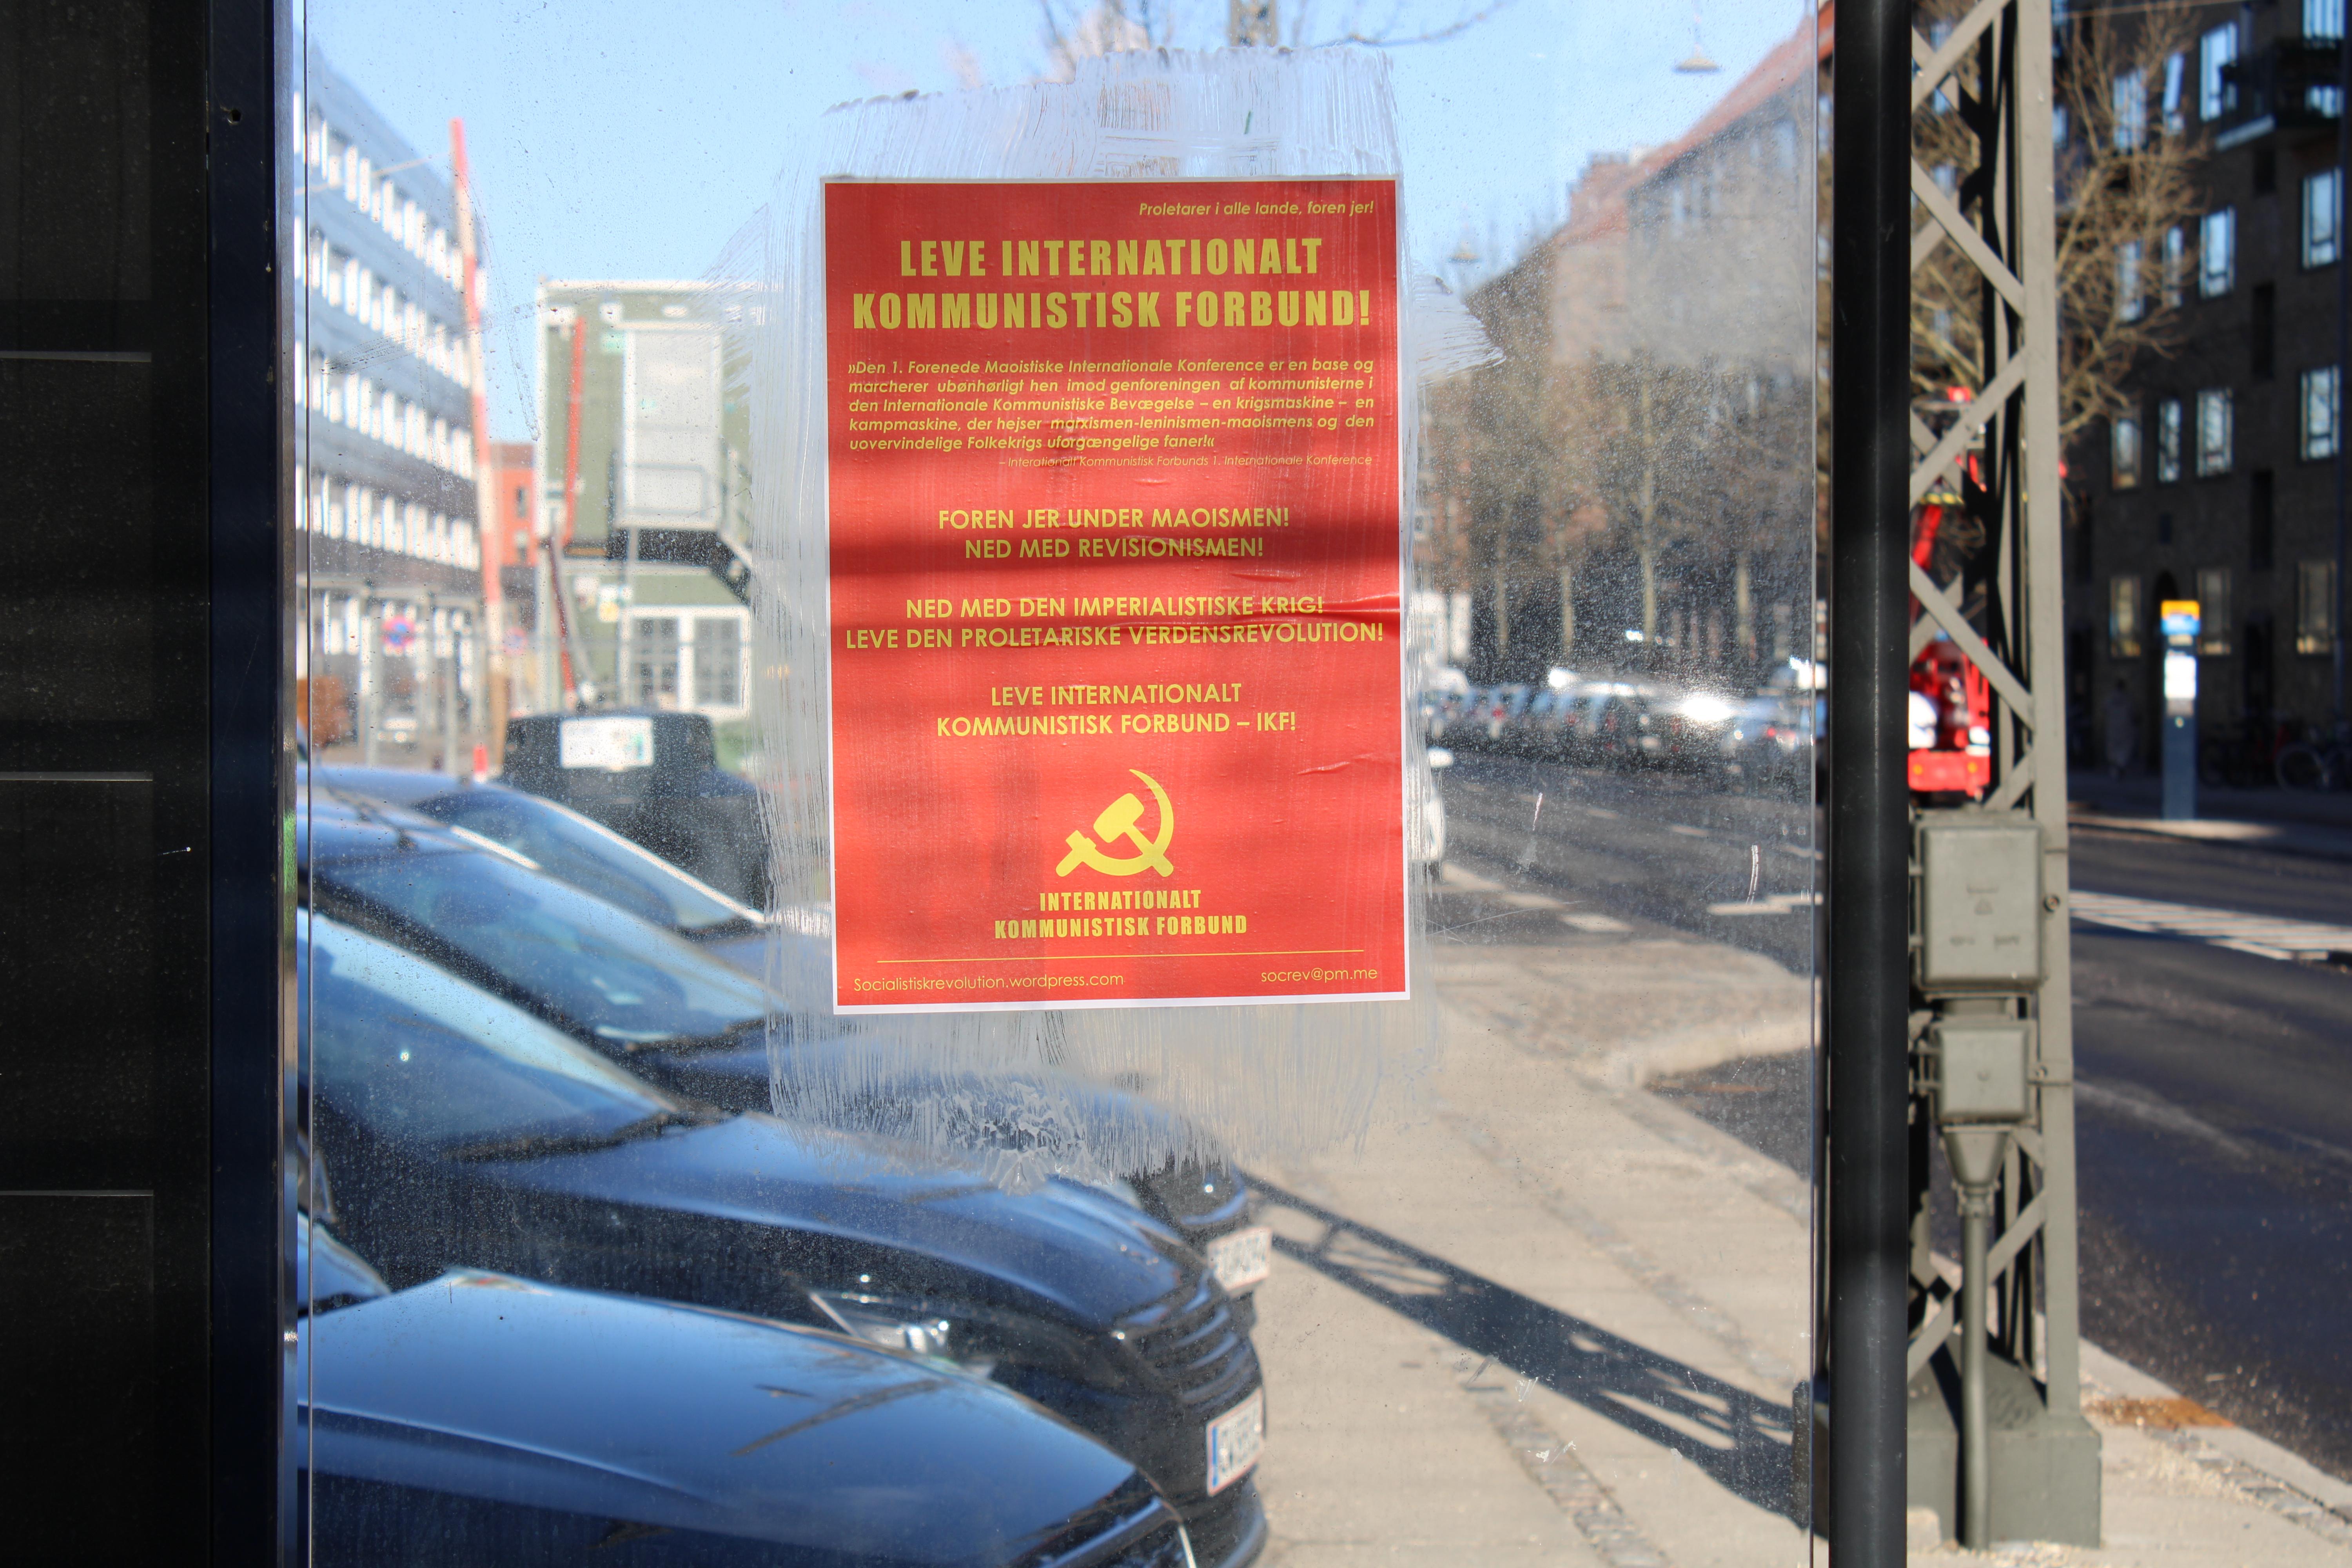 Proletarer i alle lande, foren jer!
LEVE INTERNATIONALT
KOMMUNISTISK FORBUND!
»Den 1. Forenede Maoistiske Internationale Konference er en base og
marcherer ubønhørligt hen imod genforeningen af kommunisterne i
den Internationale Kommunistiske Bevægelse – en krigsmaskine – en
kampmaskine, der hejser marxismen-leninismen-maoismens og den
uovervindelige Folkekrigs uforgængelige faner!«
– Interationalt Kommunistisk Forbunds 1. Internationale Konference
FOREN JER UNDER MAOISMEN!
NED MED REVISIONISMEN!
NED MED DEN IMPERIALISTISKE KRIG!
LEVE DEN PROLETARISKE VERDENSREVOLUTION!
LEVE INTERNATIONALT
KOMMUNISTISK FORBUND – IKF!
INTERNATIONALT
KOMMUNISTISK FORBUND
Socialistiskrevolution.wordpress.com
socrev@pm.me